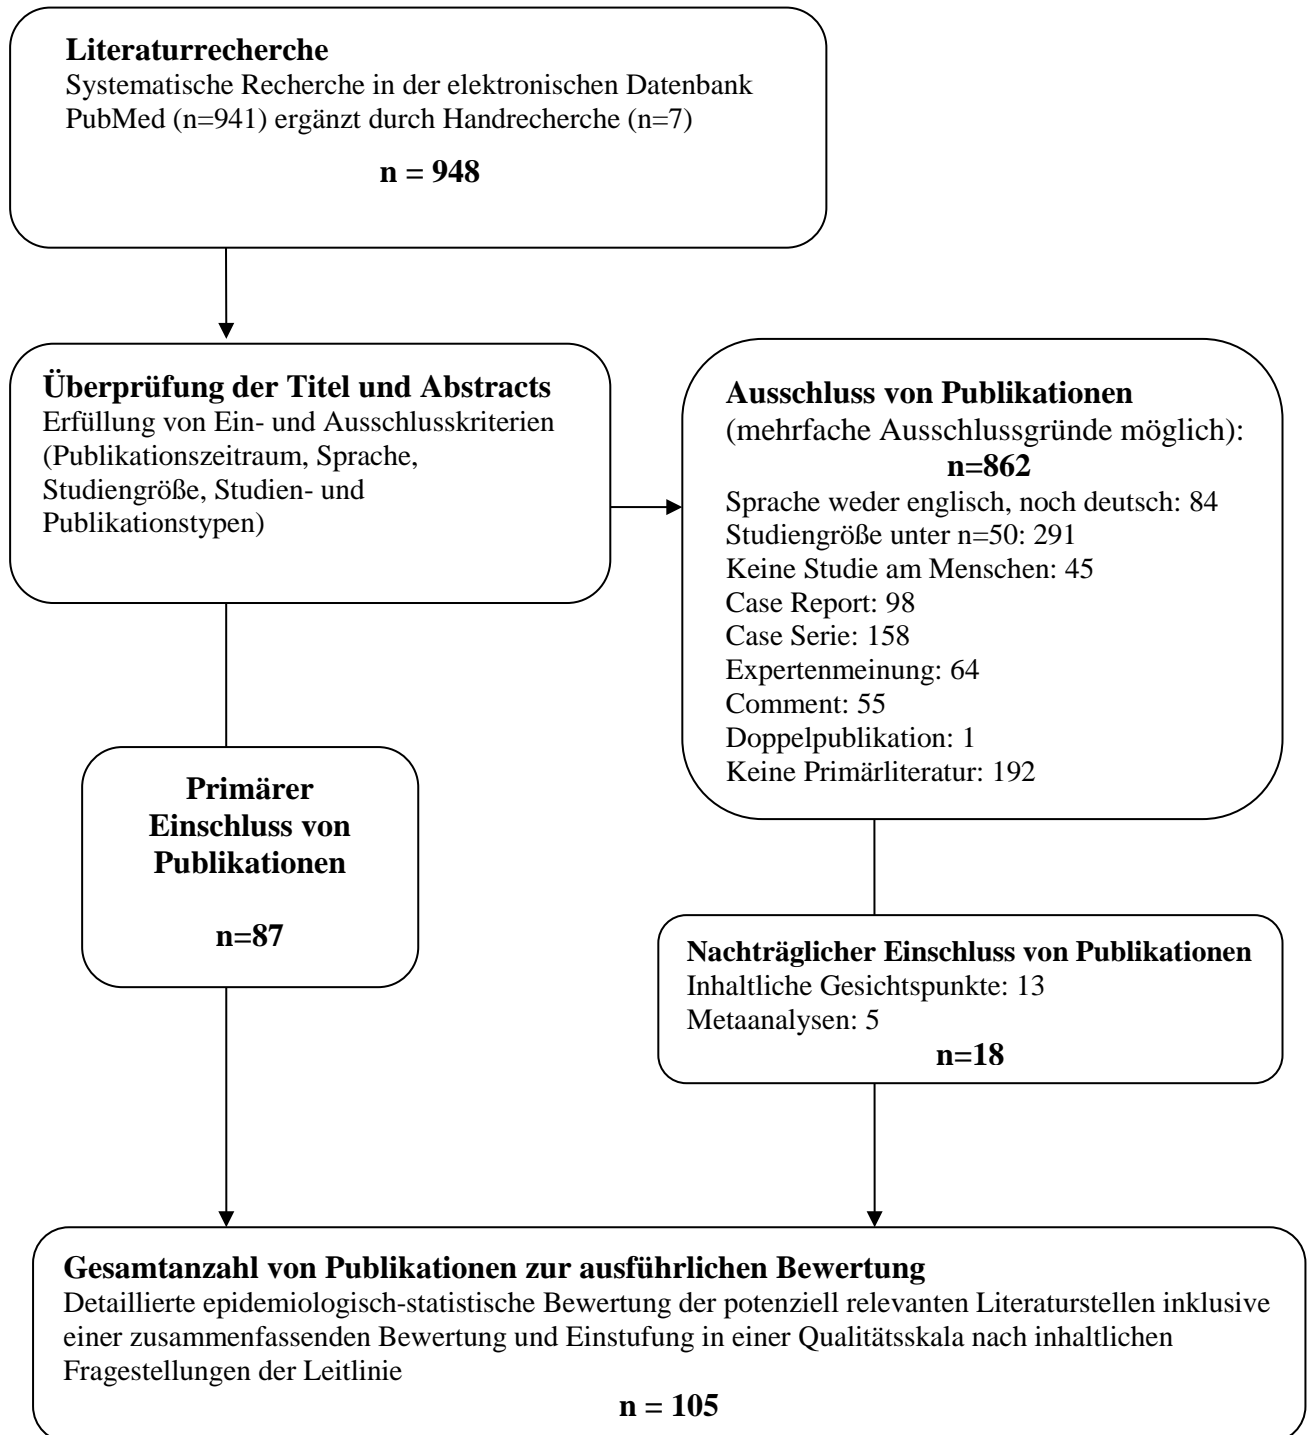 Literaturrecherche
Systematische Recherche in der elektronischen Datenbank
PubMed (n=941) ergänzt durch Handrecherche (n=7)
n = 948
Überprüfung der Titel und Abstracts
Erfüllung von Ein- und Ausschlusskriterien
(Publikationszeitraum, Sprache,
Studiengröße, Studien- und
Publikationstypen)
Ausschluss von Publikationen
(mehrfache Ausschlussgründe möglich):
n=862
Sprache weder englisch, noch deutsch: 84
Studiengröße unter n=50: 291
Keine Studie am Menschen: 45
Case Report: 98
Case Serie: 158
Expertenmeinung: 64
Comment: 55
Doppelpublikation: 1
Keine Primärliteratur: 192
Primärer
Einschluss von
Publikationen
n=87
Nachträglicher Einschluss von Publikationen
Inhaltliche Gesichtspunkte: 13
Metaanalysen: 5
n=18
Gesamtanzahl von Publikationen zur ausführlichen Bewertung
Detaillierte epidemiologisch-statistische Bewertung der potenziell relevanten Literaturstellen inklusive
einer zusammenfassenden Bewertung und Einstufung in einer Qualitätsskala nach inhaltlichen
Fragestellungen der Leitlinie
n = 105